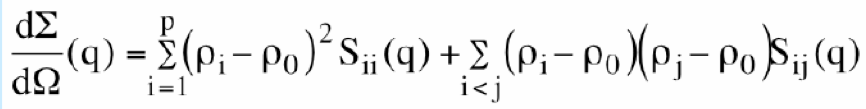 dΣ/dΩ (q) = Σ_{i=1}^{p} (ρ_i − ρ_0)² S_ii(q) + Σ_{i<j} (ρ_i − ρ_0)(ρ_j − ρ_0)S_ij(q)